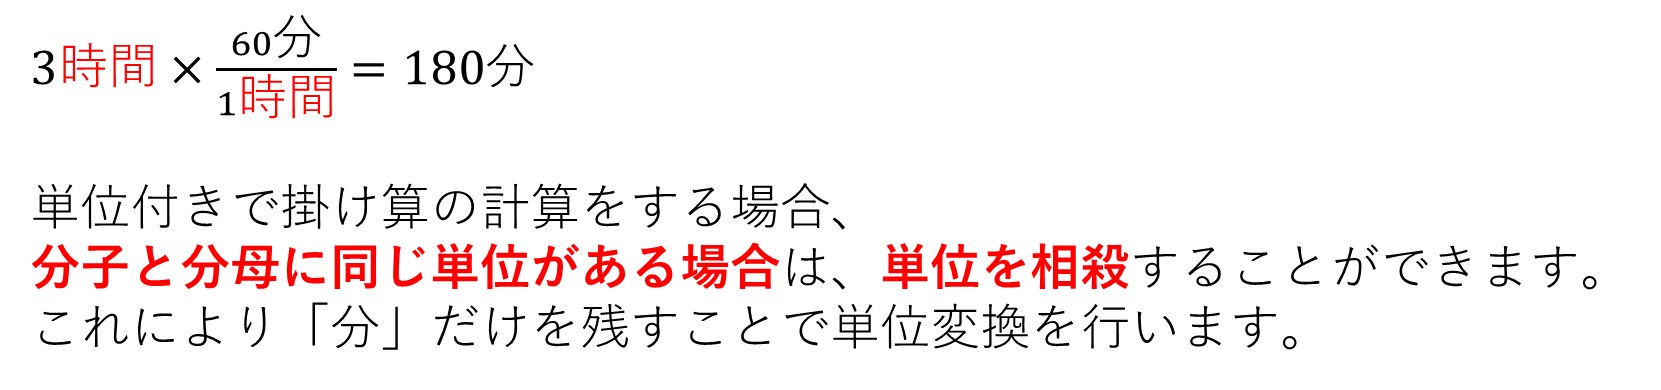 3時間 × 60分/1時間 = 180分
単位付きで掛け算の計算をする場合、
分子と分母に同じ単位がある場合は、単位を相殺することができます。
これにより「分」だけを残すことで単位変換を行います。